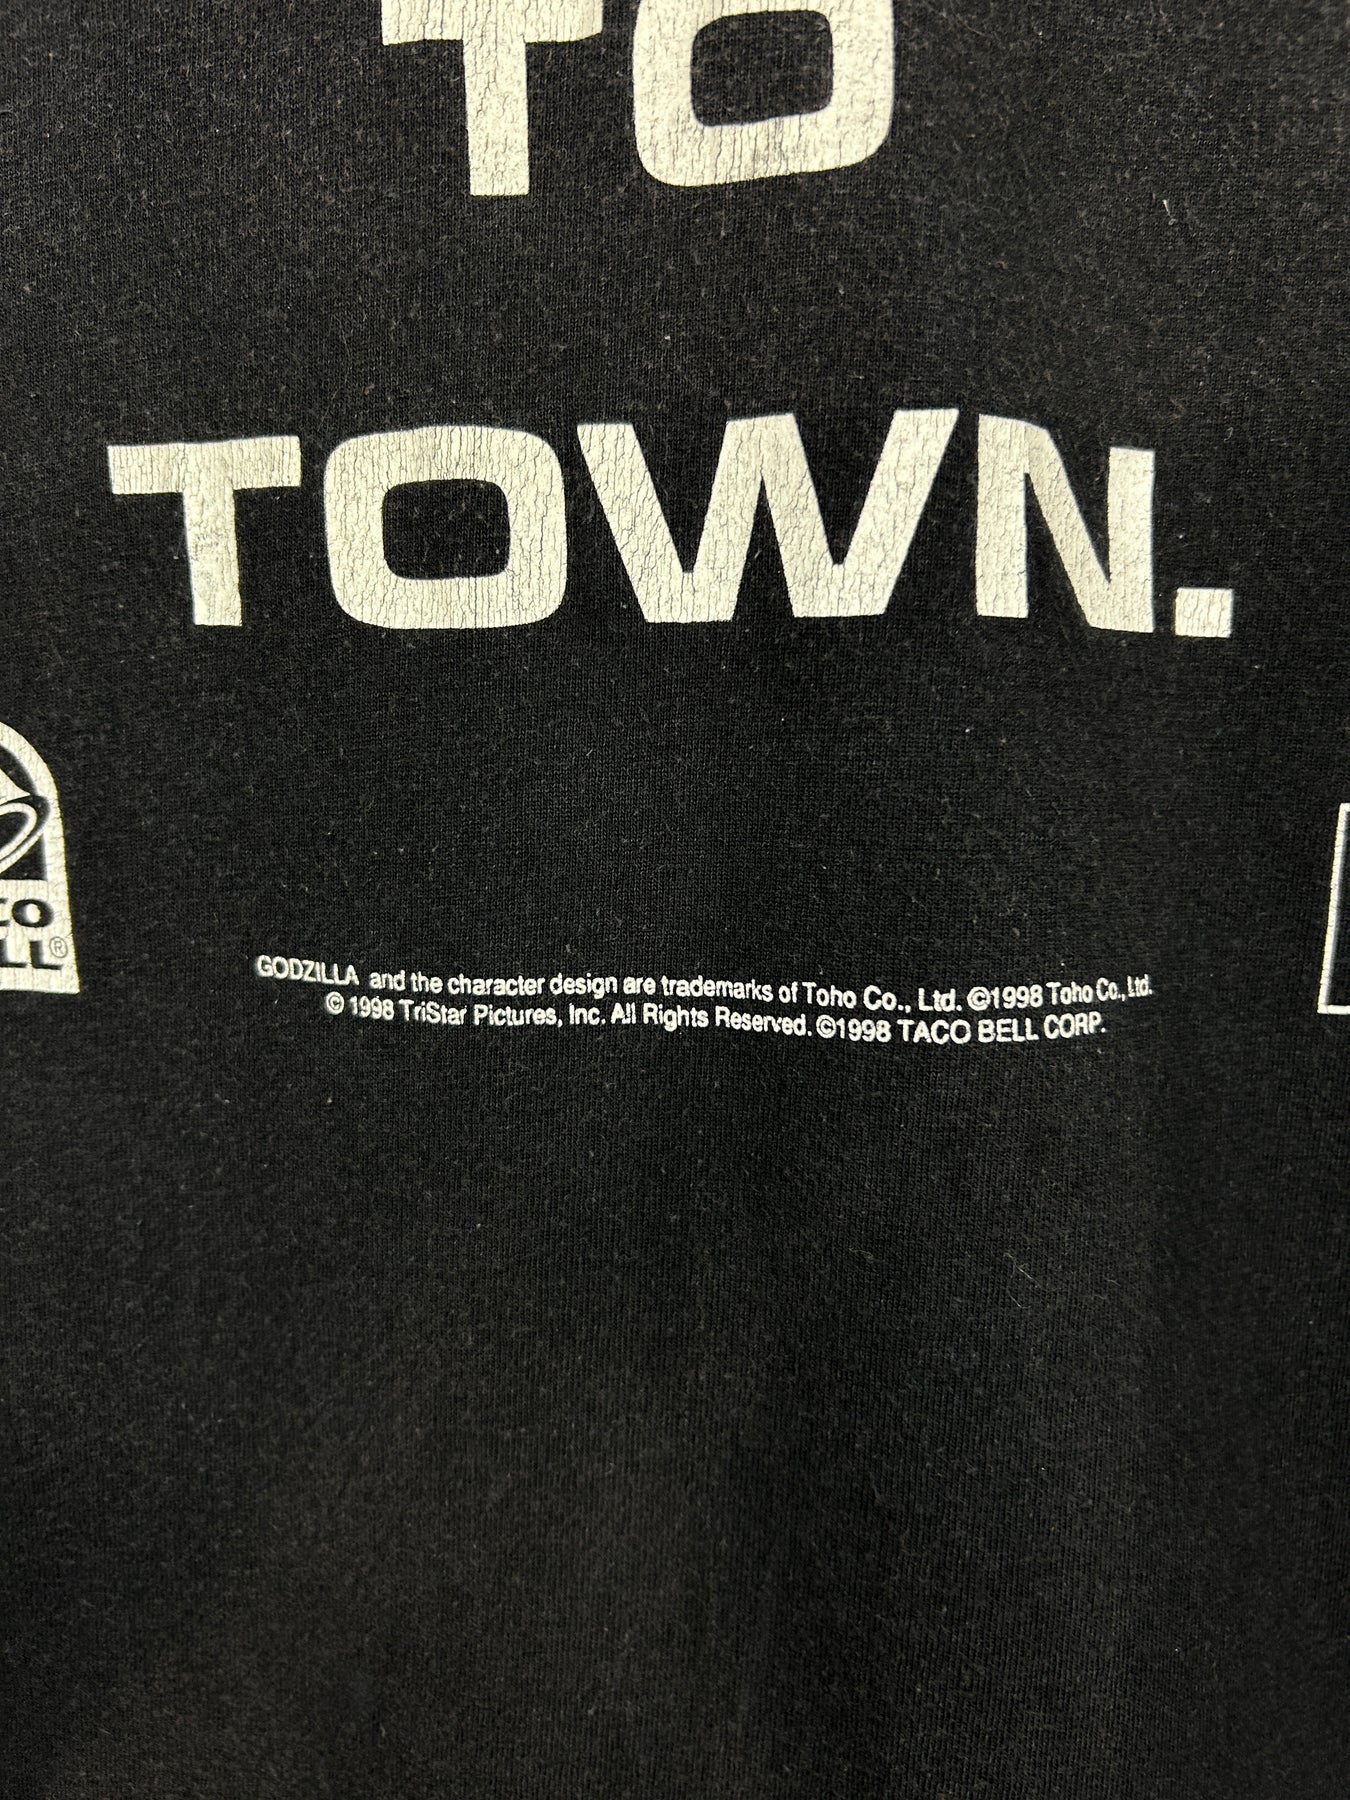 TO
TOWN.
CO
LL®
GODZILLA and the character design are trademarks of Toho Co., Ltd. ©1998 Toho Co., Ltd.
© 1998 TriStar Pictures, Inc. All Rights Reserved. ©1998 TACO BELL CORP.